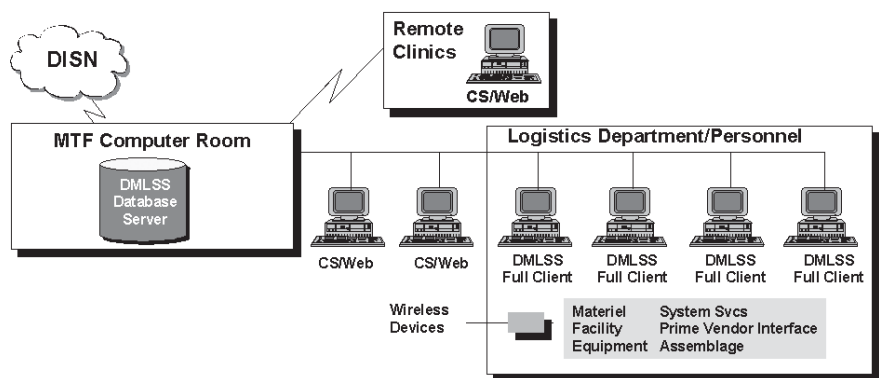 DISN
Remote
Clinics
CS/Web
MTF Computer Room
DMLSS
Database
Server
Logistics Department/Personnel
CS/Web
CS/Web
DMLSS
Full Client
DMLSS
Full Client
DMLSS
Full Client
DMLSS
Full Client
Wireless
Devices
Materiel System Svcs
Facility Prime Vendor Interface
Equipment Assemblage